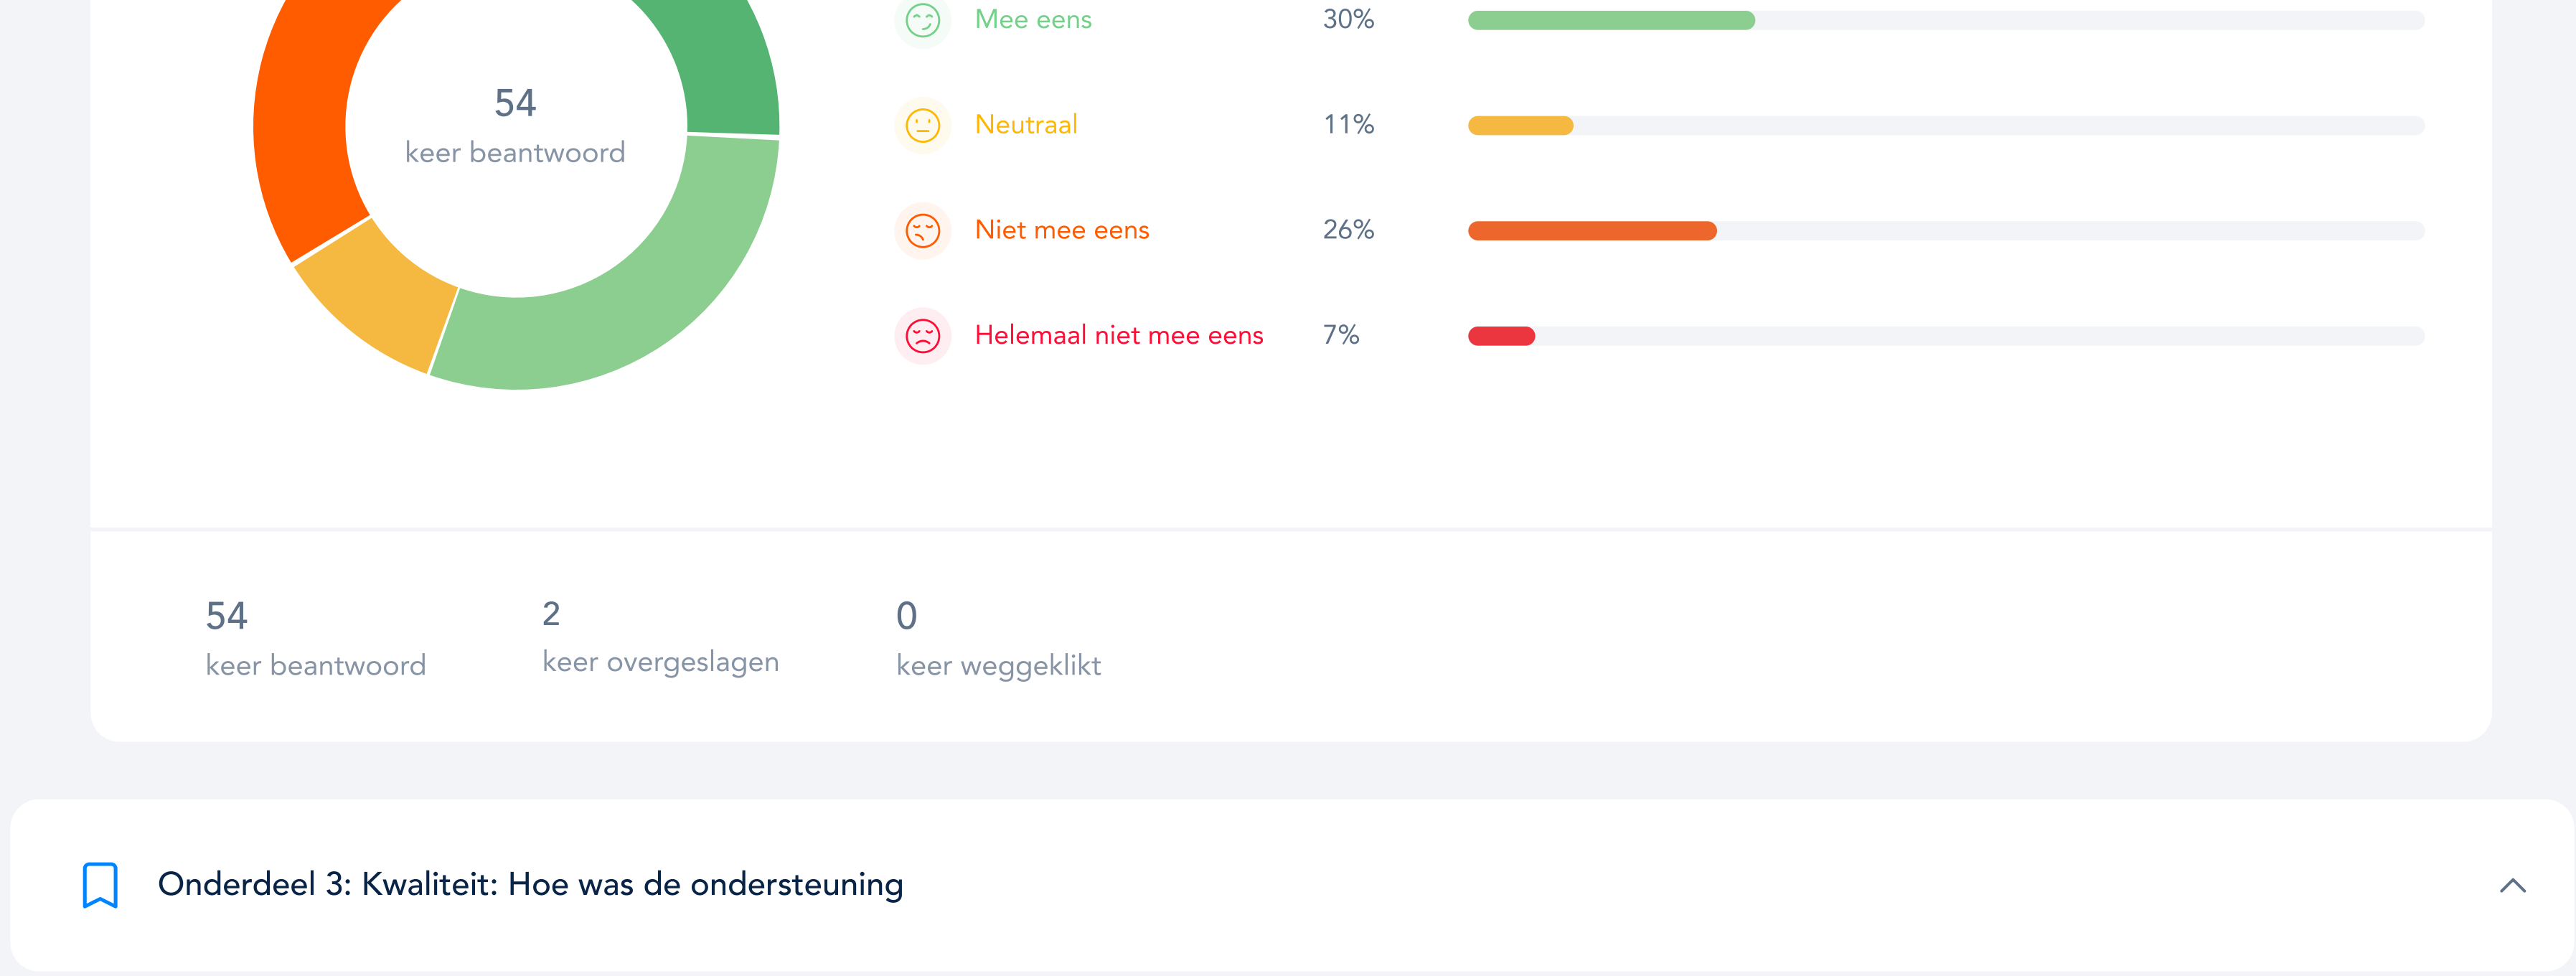 Mee eens 30%
54
keer beantwoord
Neutraal 11%
Niet mee eens 26%
Helemaal niet mee eens 7%
54 2 0
keer beantwoord keer overgeslagen keer weggeklikt
Onderdeel 3: Kwaliteit: Hoe was de ondersteuning